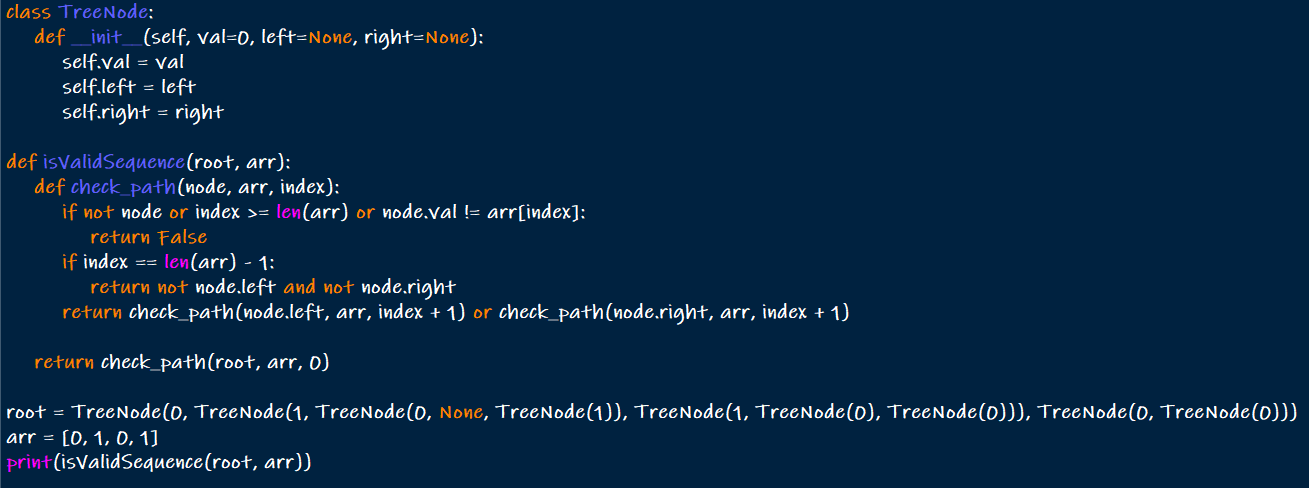 class TreeNode:
    def __init__(self, val=0, left=None, right=None):
        self.val = val
        self.left = left
        self.right = right

def isValidSequence(root, arr):
    def check_path(node, arr, index):
        if not node or index >= len(arr) or node.val != arr[index]:
            return False
        if index == len(arr) - 1:
            return not node.left and not node.right
        return check_path(node.left, arr, index + 1) or check_path(node.right, arr, index + 1)

    return check_path(root, arr, 0)

root = TreeNode(0, TreeNode(1, TreeNode(0, None, TreeNode(1)), TreeNode(1, TreeNode(0), TreeNode(0))), TreeNode(0, TreeNode(0)))
arr = [0, 1, 0, 1]
print(isValidSequence(root, arr))